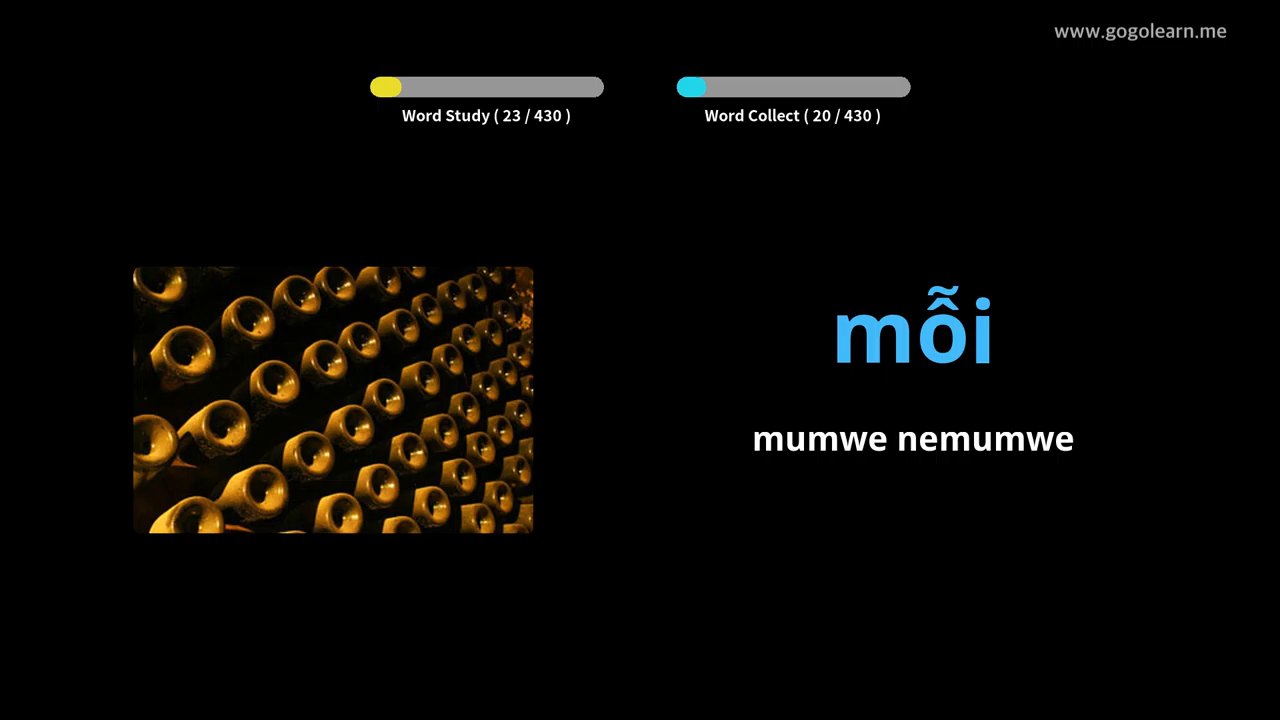 www.gogolearn.me
Word Study ( 23 / 430 )
Word Collect ( 20 / 430 )
mỗi
mumwe nemumwe